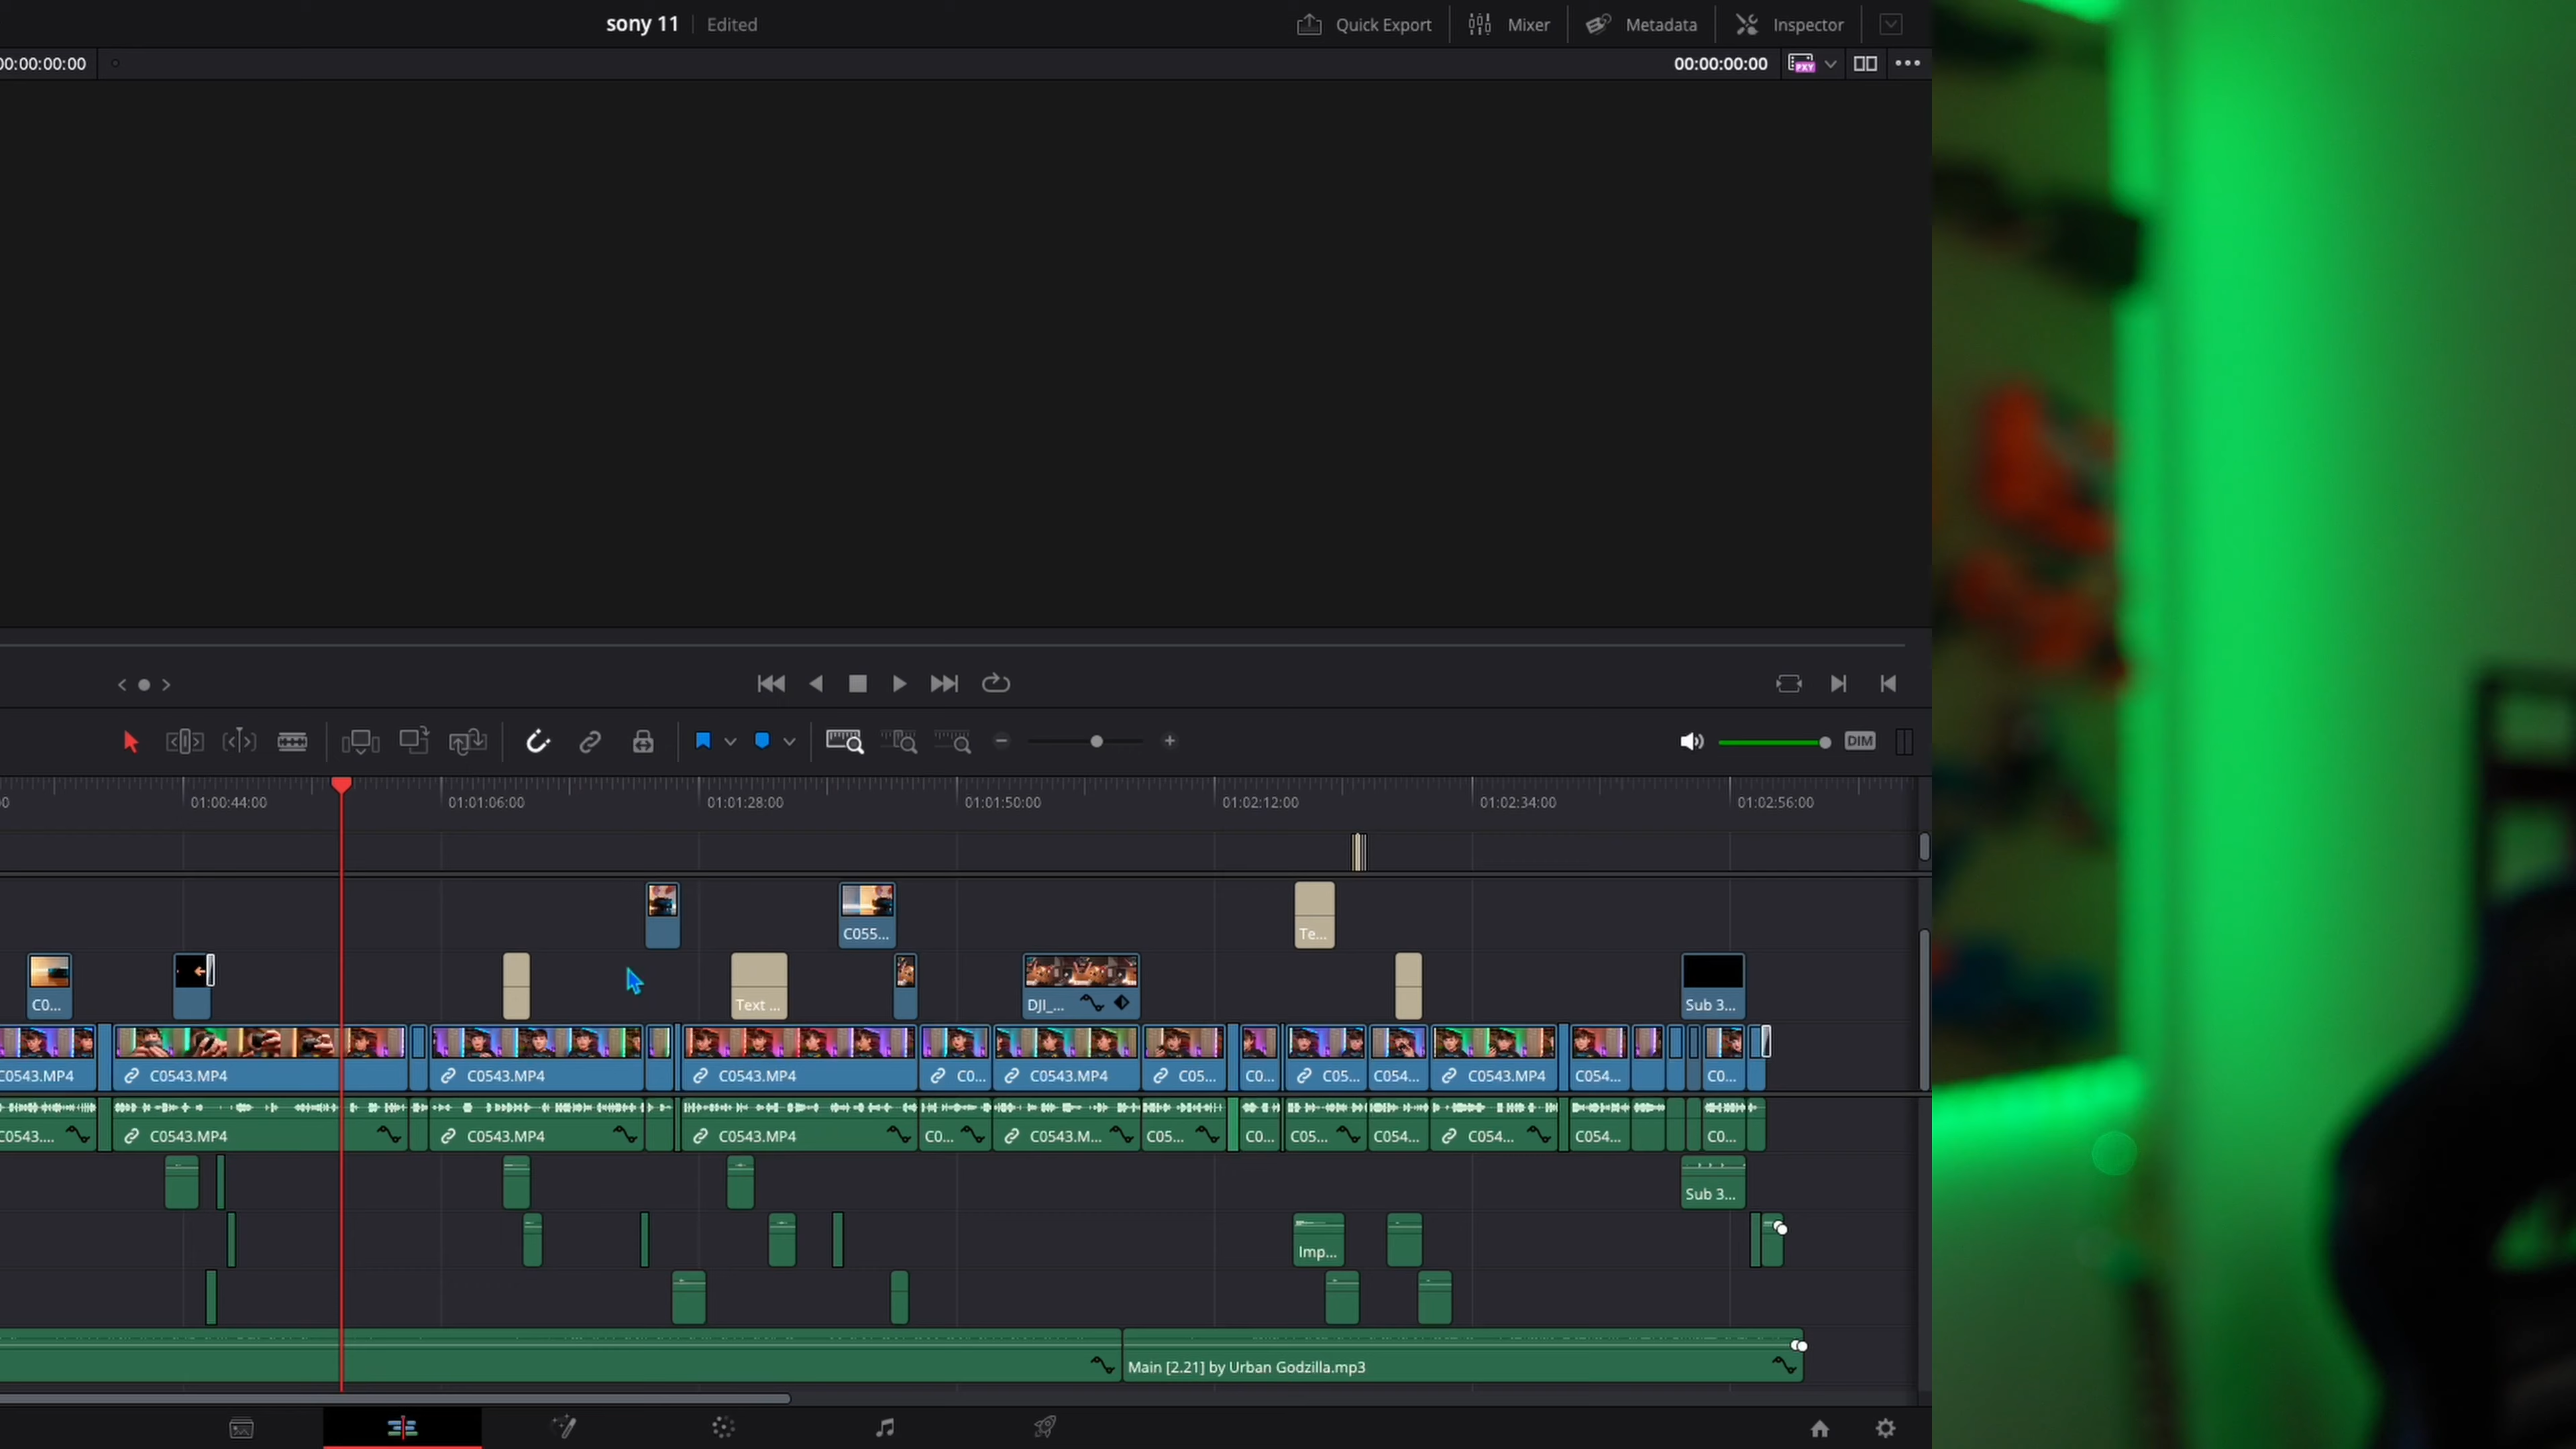 sony 11 Edited Quick Export Mixer Metadata Inspector
00:00:00:00 00:00:00:00 PXY
DIM
01:00:44:00 01:01:06:00 01:01:28:00 01:01:50:00 01:02:12:00 01:02:34:00 01:02:56:00
C055... Te...
C0... Text ... DJI_... Sub 3...
C0543.MP4 C0543.MP4 C0543.MP4 C0543.MP4 C0... C0543.MP4 C05... C0... C05... C054... C0543.MP4 C054... C0...
C0543.... C0543.MP4 C0543.MP4 C0543.MP4 C0... C0543.M... C05... C0... C05... C054... C054... C054... C0...
Sub 3...
Imp...
Main [2.21] by Urban Godzilla.mp3